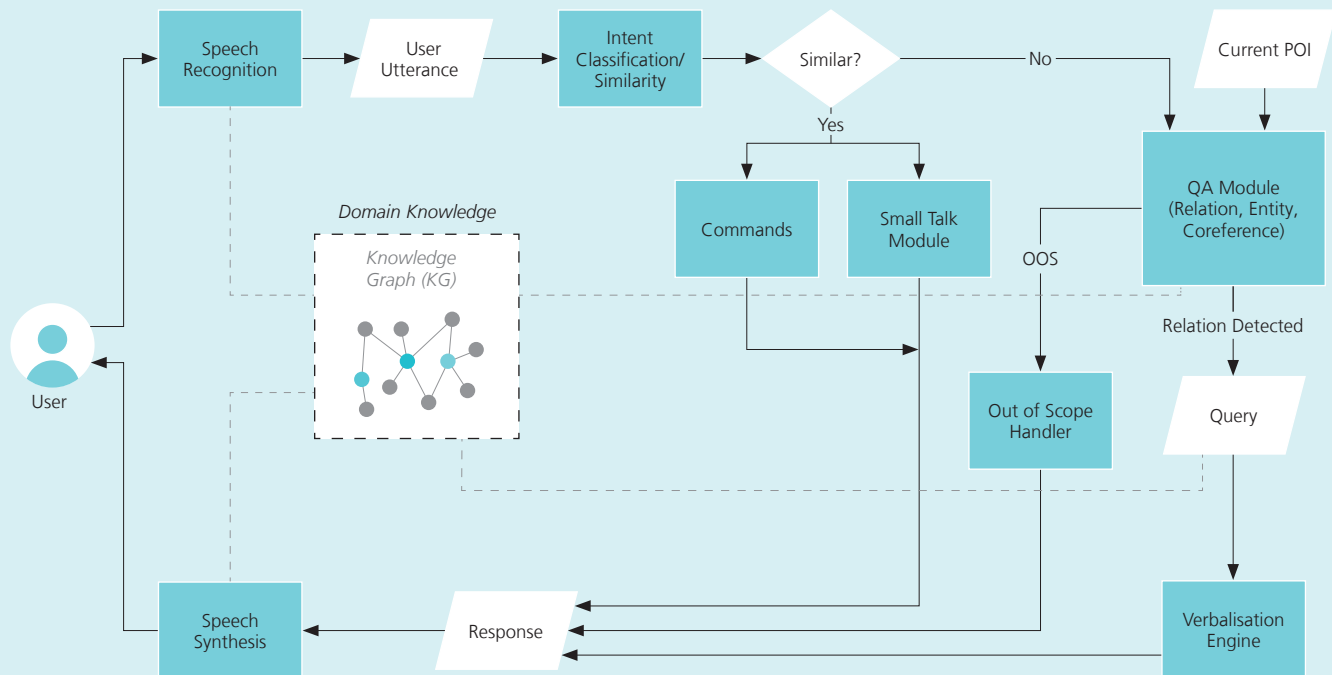 Speech
Recognition
User
Utterance
Intent
Classification/
Similarity
Similar?
No
Current POI
Yes
Commands
Small Talk
Module
QA Module
(Relation, Entity,
Coreference)
Domain Knowledge
Knowledge
Graph (KG)
OOS
Relation Detected
User
Out of Scope
Handler
Query
Speech
Synthesis
Response
Verbalisation
Engine